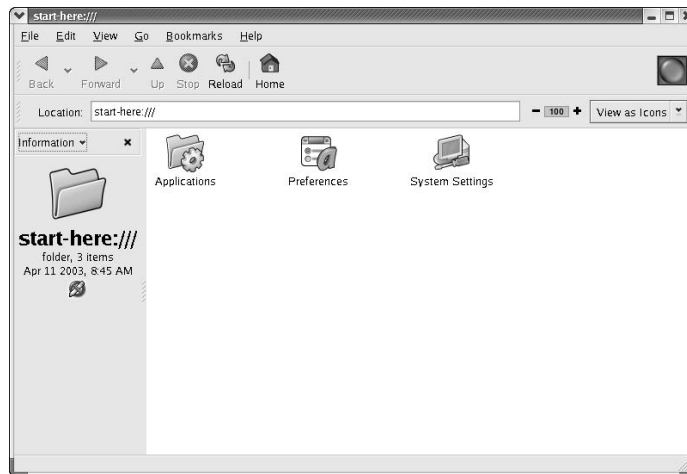 start-here:///
File Edit View Go Bookmarks Help
Back Forward Up Stop Reload Home
Location: start-here:/// 100 View as Icons
Information
Applications Preferences System Settings
start-here:///
folder, 3 items
Apr 11 2003, 8:45 AM